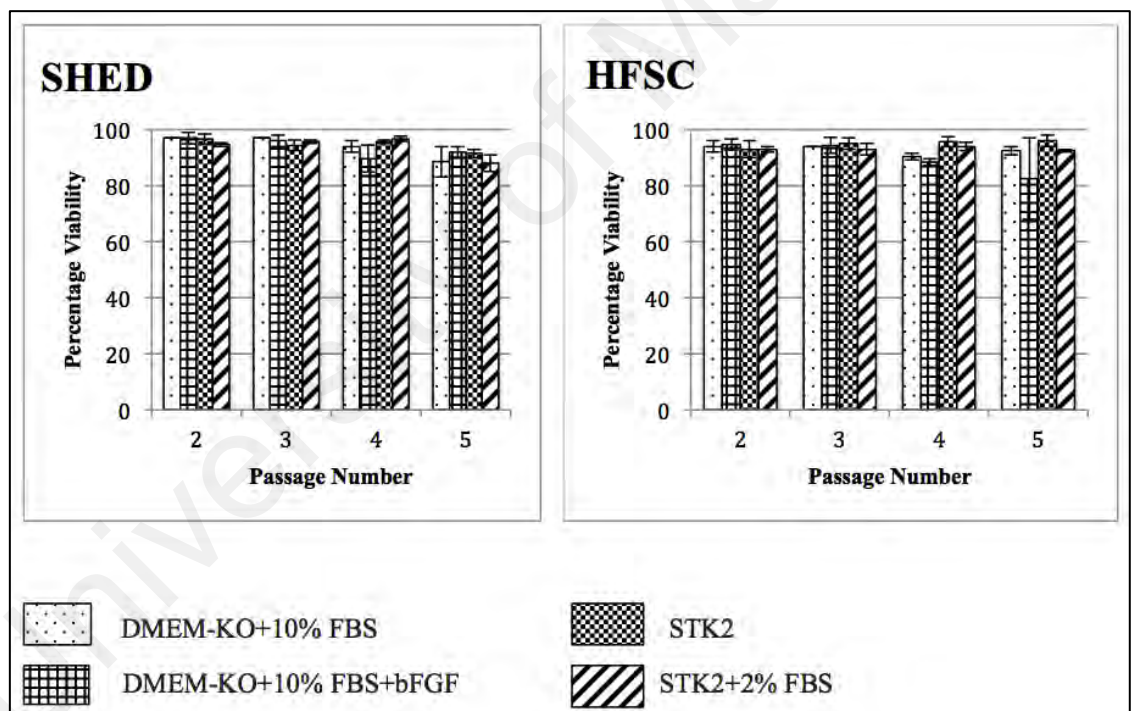 SHED
100
80
60
40
20
0
Percentage Viability
2 3 4 5
Passage Number
HFSC
100
80
60
40
20
0
Percentage Viability
2 3 4 5
Passage Number
DMEM-KO+10% FBS
DMEM-KO+10% FBS+bFGF
STK2
STK2+2% FBS
University of M